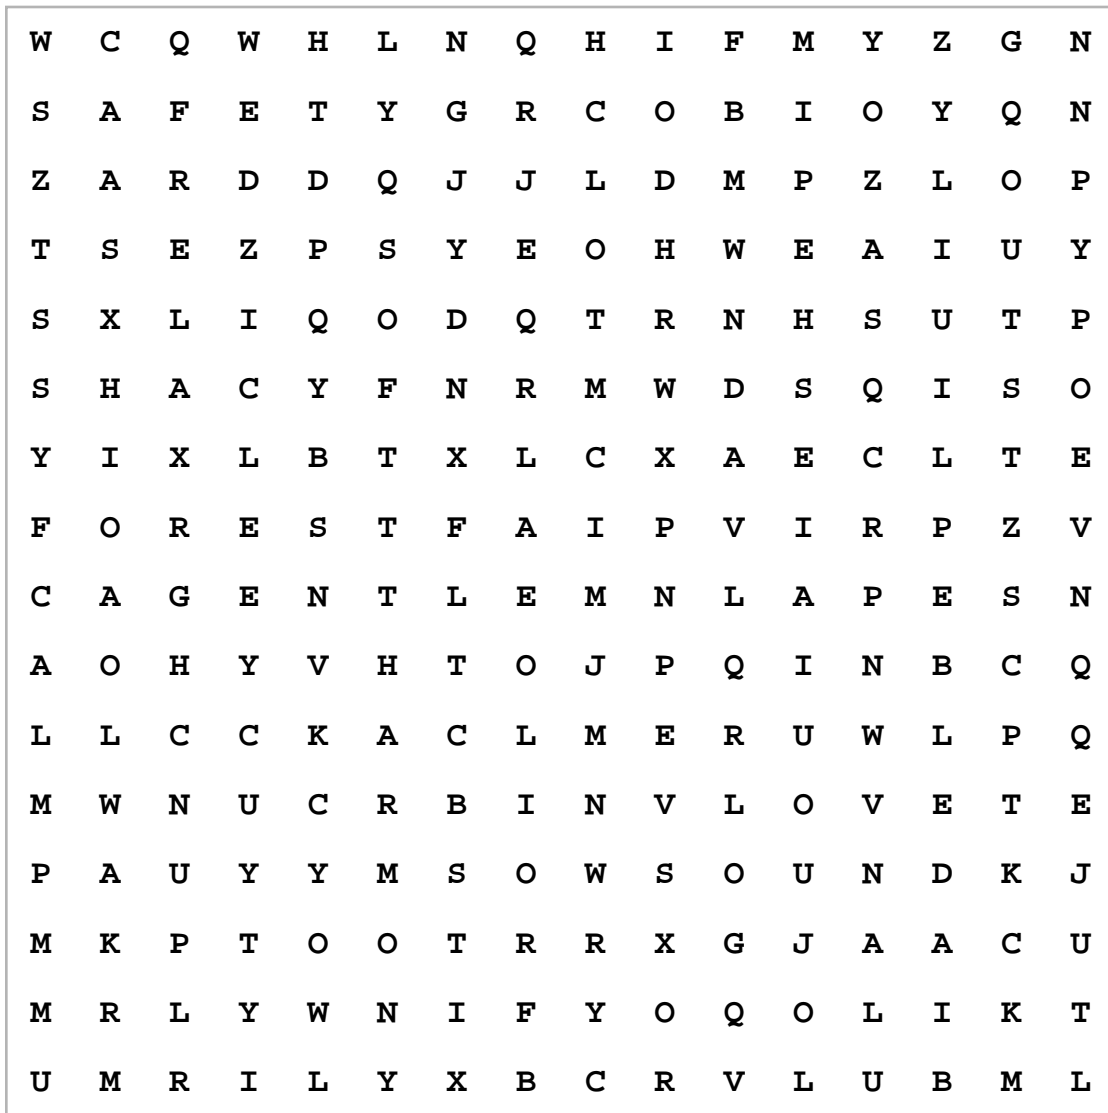 W C Q W H L N Q H I F M Y Z G N
S A F E T Y G R C O B I O Y Q N
Z A R D D Q J J L D M P Z L O P
T S E Z P S Y E O H W E A I U Y
S X L I Q O D Q T R N H S U T P
S H A C Y F N R M W D S Q I S O
Y I X L B T X L C X A E C L T E
F O R E S T F A I P V I R P Z V
C A G E N T L E M N L A P E S N
A O H Y V H T O J P Q I N B C Q
L L C C K A C L M E R U W L P Q
M W N U C R B I N V L O V E T E
P A U Y Y M S O W S O U N D K J
M K P T O O T R R X G J A A C U
M R L Y W N I F Y O Q O L I K T
U M R I L Y X B C R V L U B M L